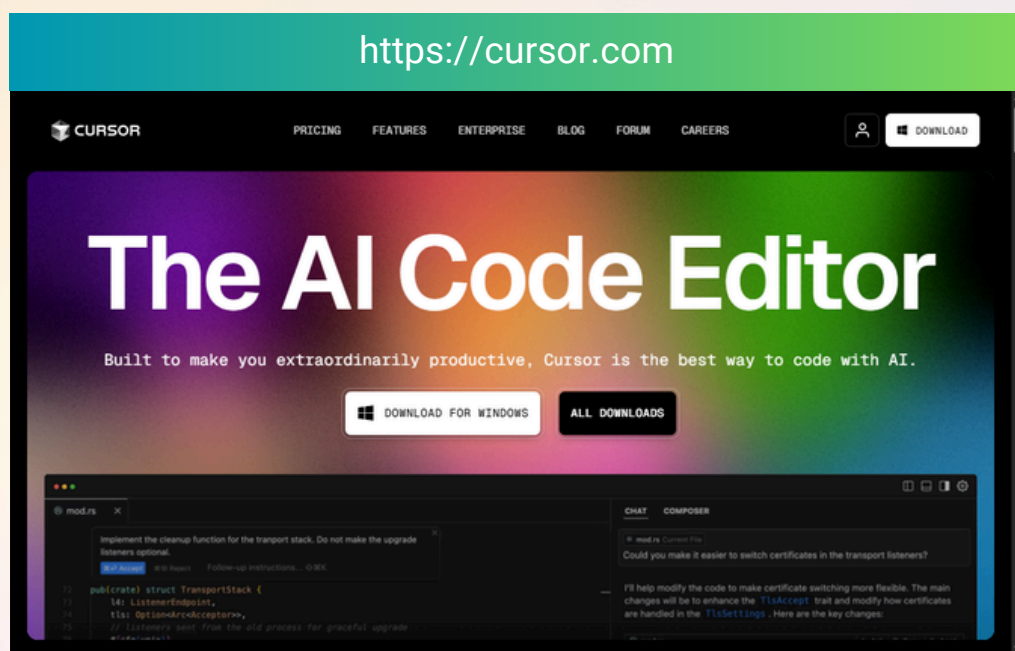 https://cursor.com
CURSOR
PRICING FEATURES ENTERPRISE BLOG FORUM CAREERS
DOWNLOAD
The AI Code Editor
Built to make you extraordinarily productive, Cursor is the best way to code with AI.
DOWNLOAD FOR WINDOWS
ALL DOWNLOADS
mod.rs
Implement the cleanup function for the tranport stack. Do not make the upgrade
listeners optional.
Accept Reject Follow-up instructions...
72 pub(crate) struct TransportStack {
73 l4: ListenerEndpoint,
74 tls: Option<Arc<Acceptor>>,
75 // listeners sent from the old process for graceful upgrade
CHAT COMPOSER
mod.rs Current File
Could you make it easier to switch certificates in the transport listeners?
I'll help modify the code to make certificate switching more flexible. The main
changes will be to enhance the TlsAccept trait and modify how certificates
are handled in the TlsSettings. Here are the key changes: